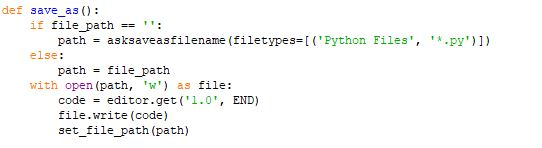 def save_as():
    if file_path == '':
        path = asksaveasfilename(filetypes=[('Python Files', '*.py')])
    else:
        path = file_path
    with open(path, 'w') as file:
        code = editor.get('1.0', END)
        file.write(code)
        set_file_path(path)